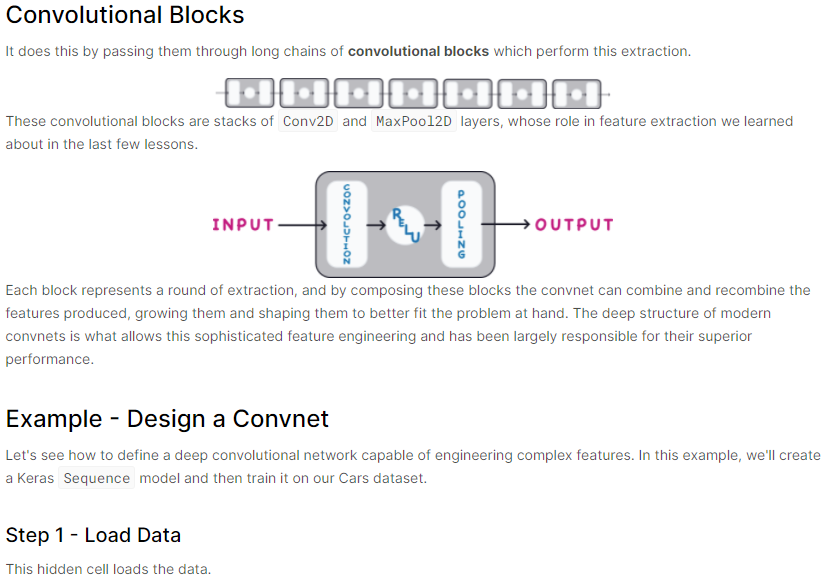 Convolutional Blocks
It does this by passing them through long chains of convolutional blocks which perform this extraction.
These convolutional blocks are stacks of Conv2D and MaxPool2D layers, whose role in feature extraction we learned
about in the last few lessons.
INPUT
CONVOLUTION
RELU
POOLING
OUTPUT
Each block represents a round of extraction, and by composing these blocks the convnet can combine and recombine the
features produced, growing them and shaping them to better fit the problem at hand. The deep structure of modern
convnets is what allows this sophisticated feature engineering and has been largely responsible for their superior
performance.
Example - Design a Convnet
Let's see how to define a deep convolutional network capable of engineering complex features. In this example, we'll create
a Keras Sequence model and then train it on our Cars dataset.
Step 1 - Load Data
This hidden cell loads the data.